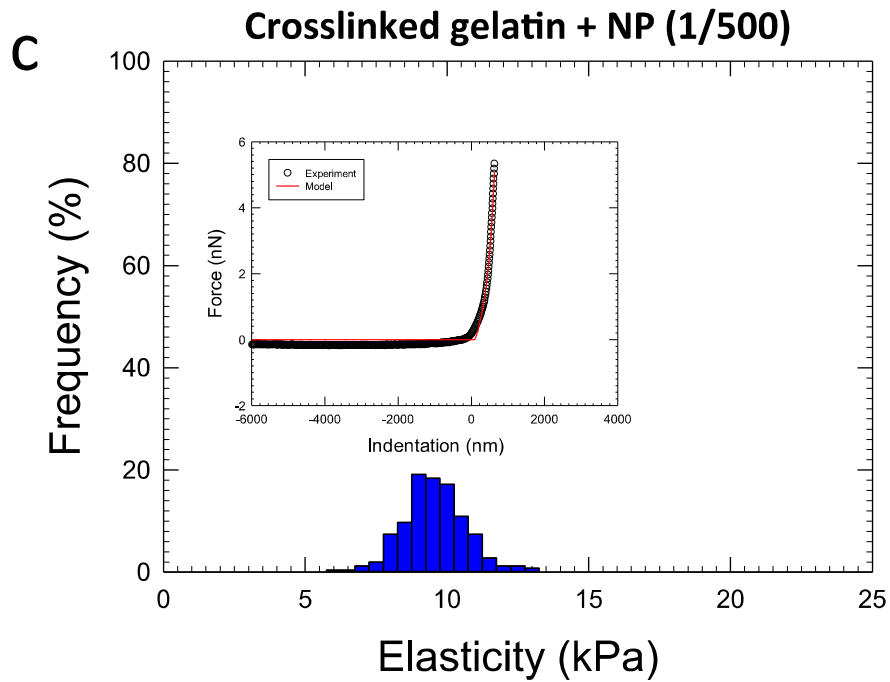 Crosslinked gelatin + NP (1/500)
C
100
80
60
40
20
0
Frequency (%)
6
4
2
0
-2
Force (nN)
Experiment
Model
-6000 -4000 -2000 0 2000 4000
Indentation (nm)
0 5 10 15 20 25
Elasticity (kPa)